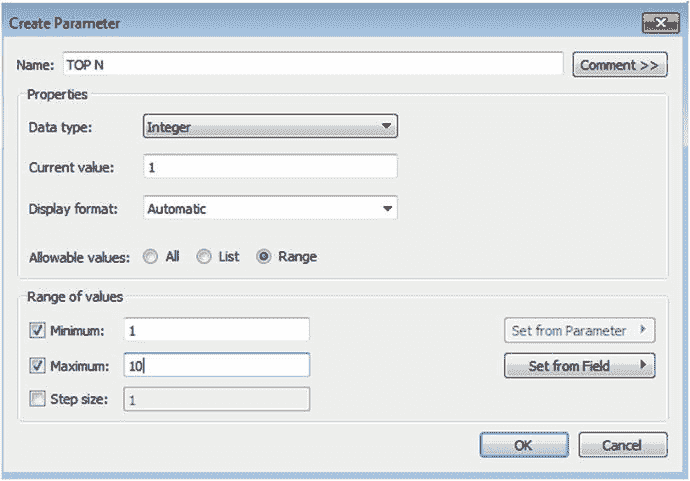 Create Parameter
Name: TOP N Comment >>
Properties
Data type: Integer
Current value: 1
Display format: Automatic
Allowable values: All List Range
Range of values
Minimum: 1 Set from Parameter
Maximum: 10 Set from Field
Step size: 1
OK Cancel